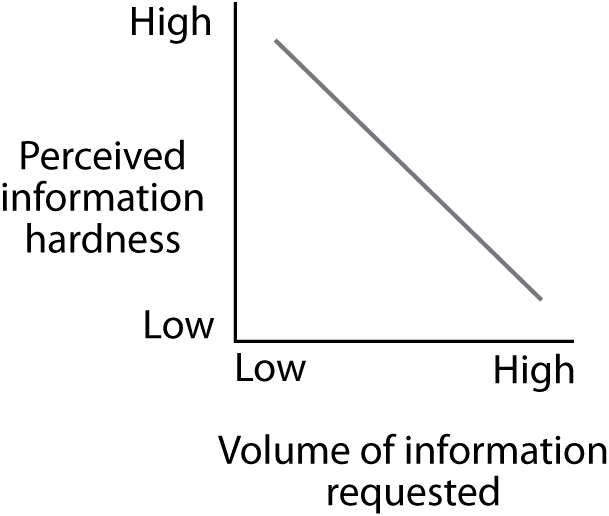 High
Perceived
information
hardness
Low
Low
High
Volume of information
requested